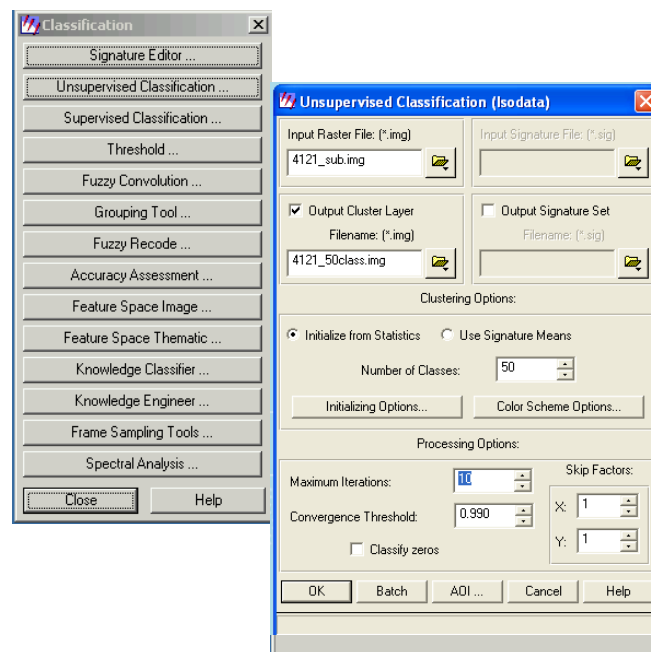 Classification
Signature Editor ...
Unsupervised Classification ...
Supervised Classification ...
Threshold ...
Fuzzy Convolution ...
Grouping Tool ...
Fuzzy Recode ...
Accuracy Assessment ...
Feature Space Image ...
Feature Space Thematic ...
Knowledge Classifier ...
Knowledge Engineer ...
Frame Sampling Tools ...
Spectral Analysis ...
Close Help
Unsupervised Classification (Isodata)
Input Raster File: (*.img) Input Signature File: (*.sig)
4121_sub.img
Output Cluster Layer Output Signature Set
Filename: (*.img) Filename: (*.sig)
4121_50class.img
Clustering Options:
Initialize from Statistics Use Signature Means
Number of Classes: 50
Initializing Options... Color Scheme Options...
Processing Options:
Maximum Iterations: 10 Skip Factors:
Convergence Threshold: 0.990 X: 1
Classify zeros Y: 1
OK Batch AOI ... Cancel Help